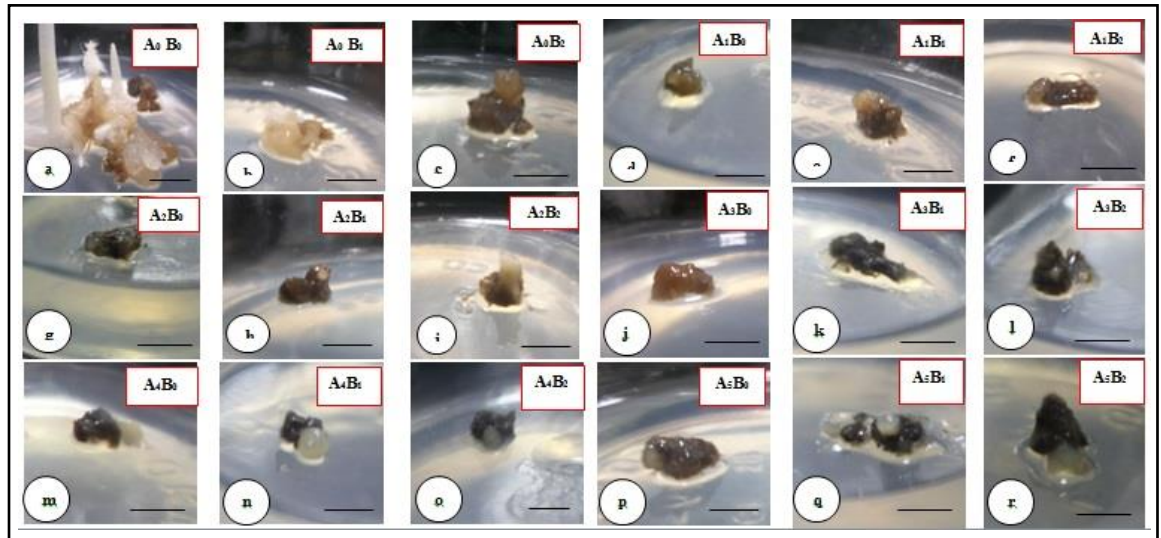 A₀ B₀
A₀ B₁
A₀B₂
A₁B₀
A₁B₁
A₁B₂
a
b
c
d
e
f
A₂B₀
A₂B₁
A₂B₂
A₃B₀
A₃B₁
A₃B₂
g
h
i
j
k
l
A₄B₀
A₄B₁
A₄B₂
A₅B₀
A₅B₁
A₅B₂
m
n
o
p
q
r